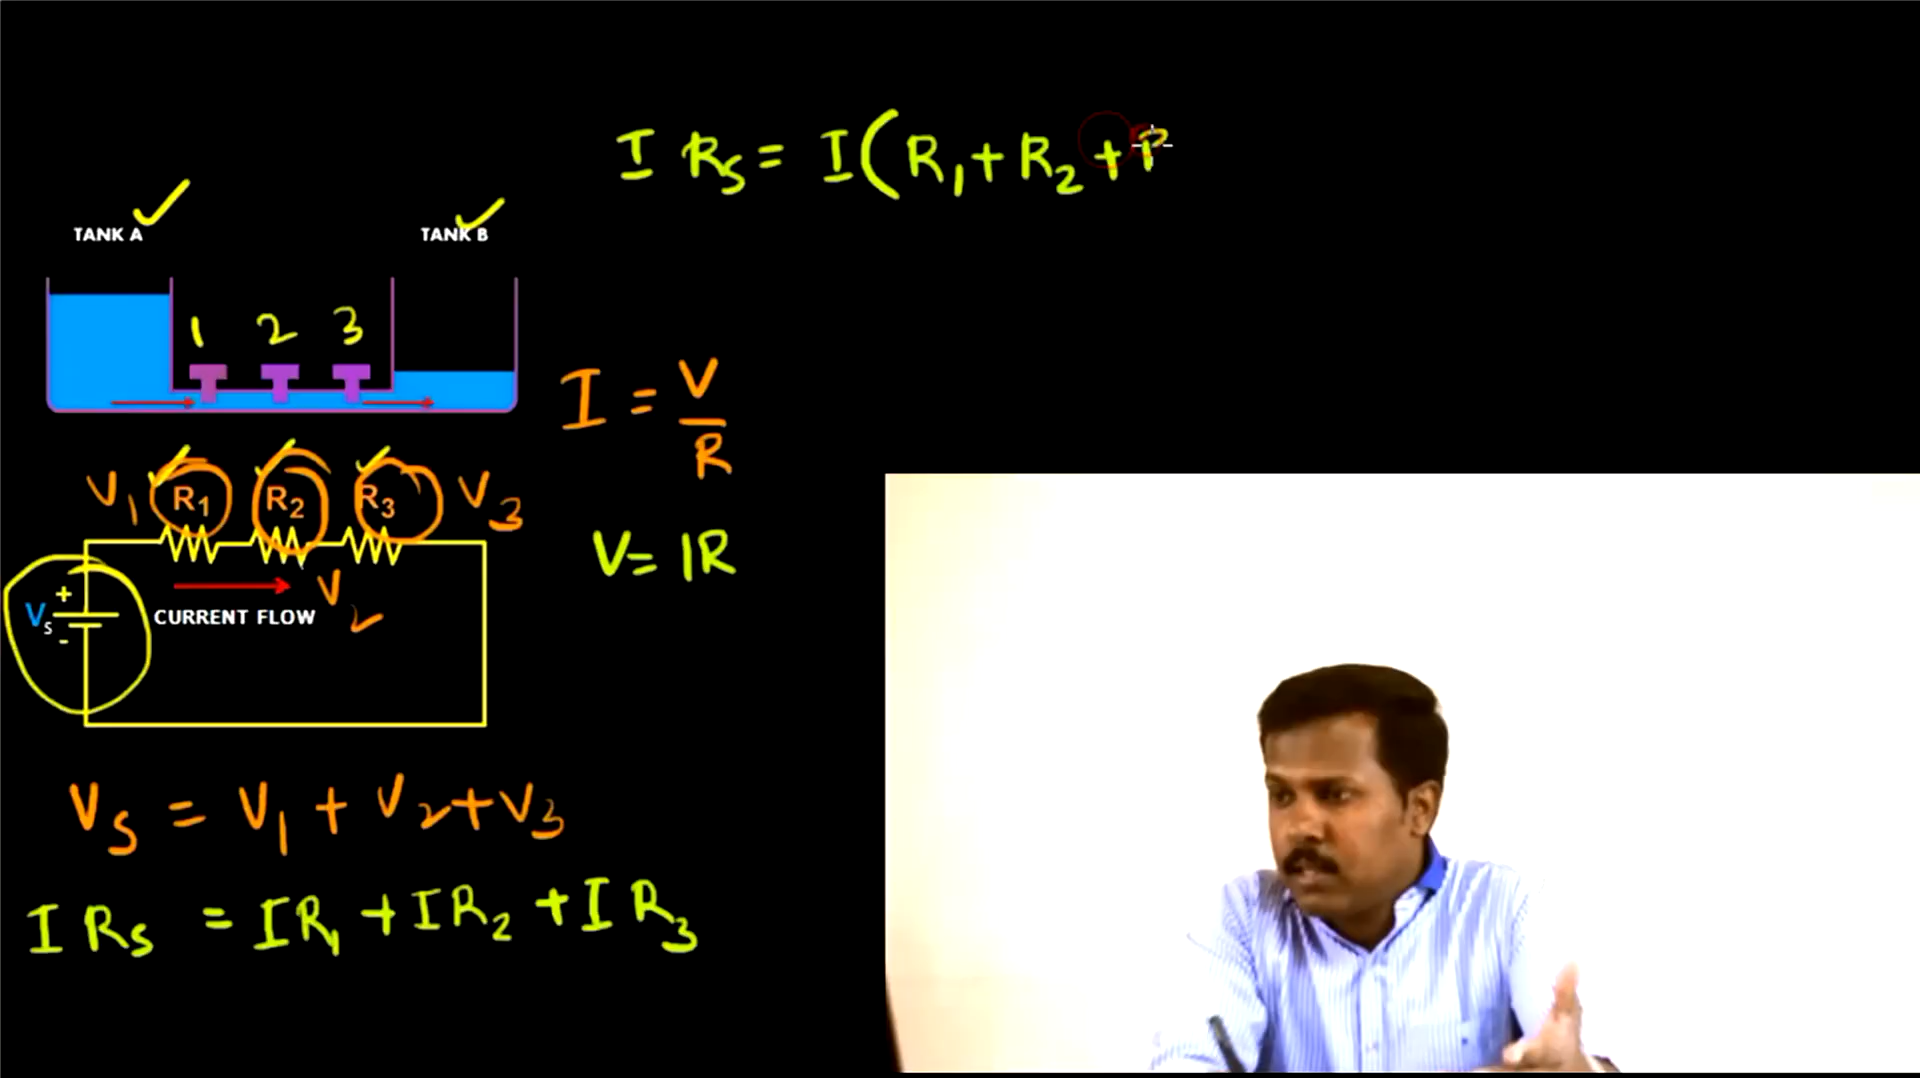 I Rs = I(R1 + R2 + R
TANK A
TANK B
1 2 3
I = V/R
V1 R1 R2 R3 V3
V2
V= IR
+
Vs
-
CURRENT FLOW
Vs = V1 + V2 + V3
I Rs = IR1 + IR2 + I R3